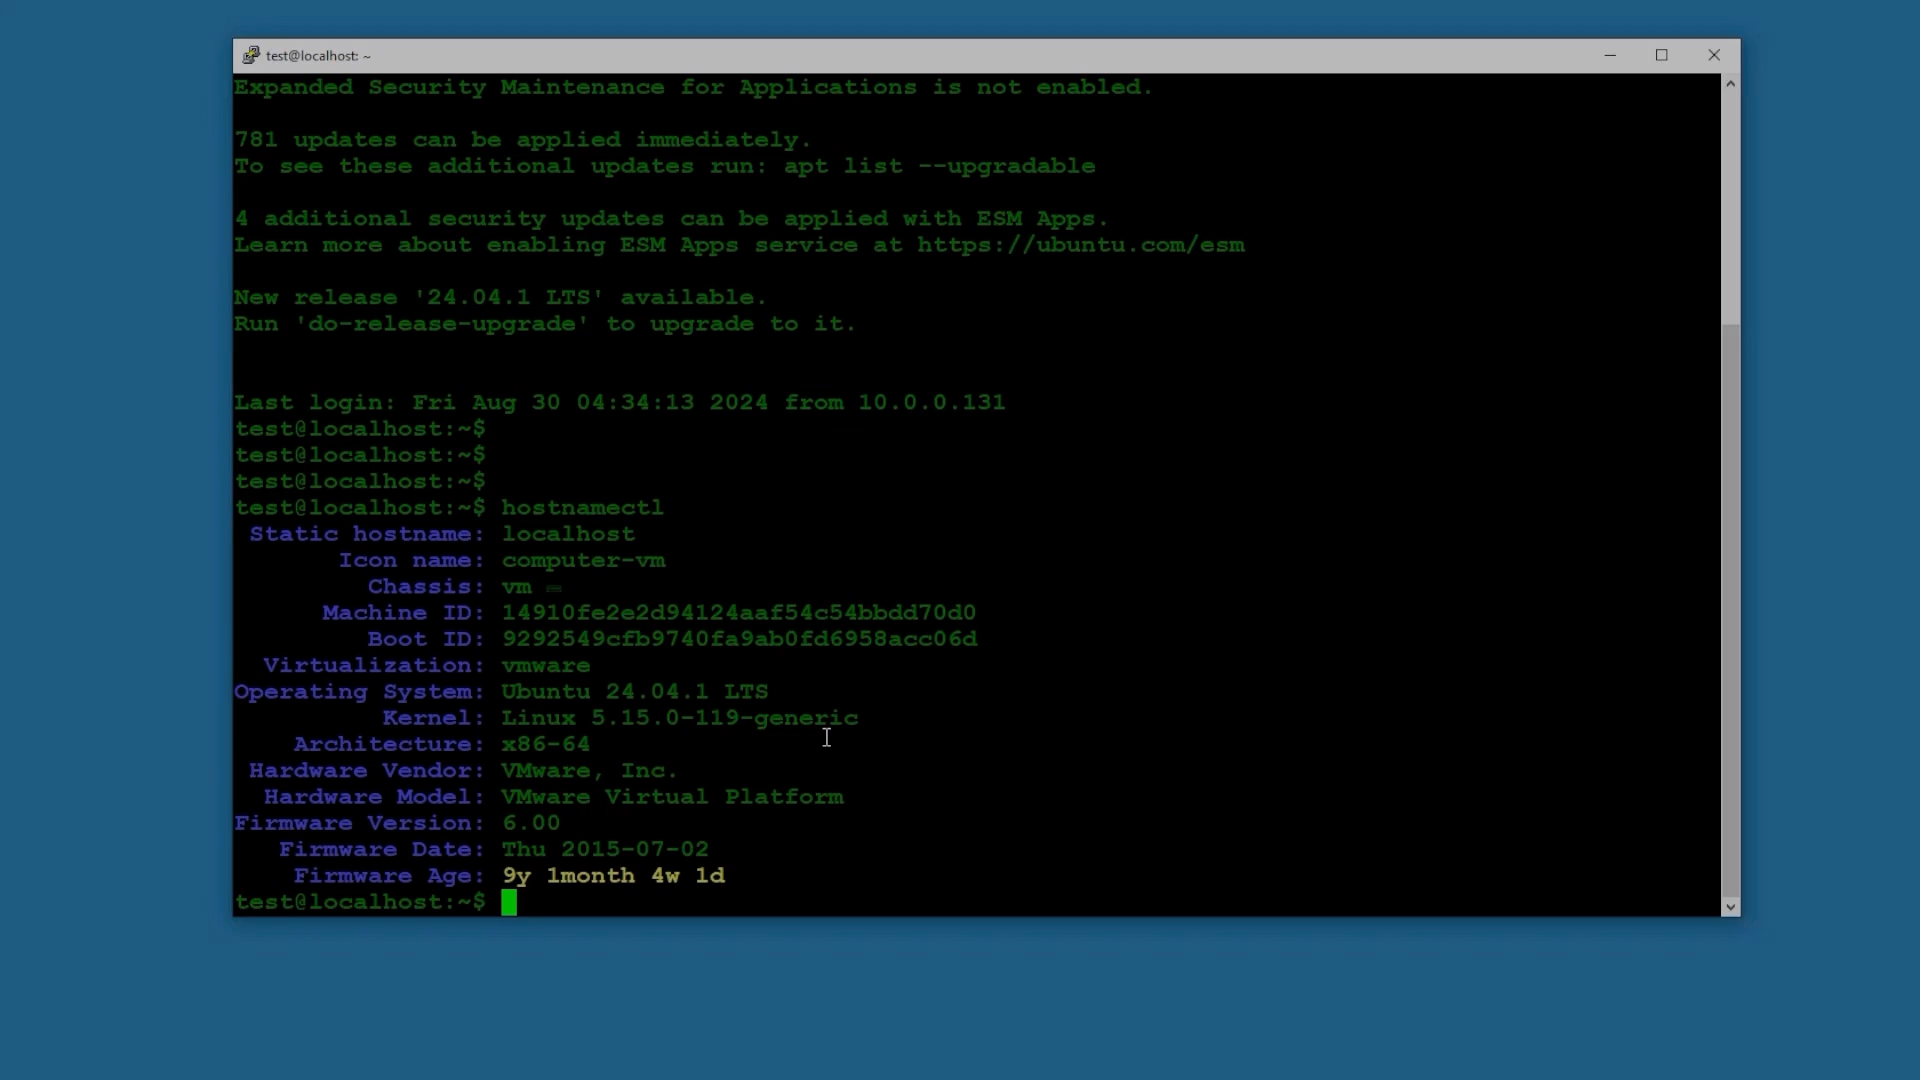 test@localhost: ~
Expanded Security Maintenance for Applications is not enabled.
781 updates can be applied immediately.
To see these additional updates run: apt list --upgradable
4 additional security updates can be applied with ESM Apps.
Learn more about enabling ESM Apps service at https://ubuntu.com/esm
New release '24.04.1 LTS' available.
Run 'do-release-upgrade' to upgrade to it.
Last login: Fri Aug 30 04:34:13 2024 from 10.0.0.131
test@localhost:~$
test@localhost:~$
test@localhost:~$
test@localhost:~$ hostnamectl
Static hostname: localhost
Icon name: computer-vm
Chassis: vm
Machine ID: 14910fe2e2d94124aaf54c54bbdd70d0
Boot ID: 9292549cfb9740fa9ab0fd6958acc06d
Virtualization: vmware
Operating System: Ubuntu 24.04.1 LTS
Kernel: Linux 5.15.0-119-generic
Architecture: x86-64
Hardware Vendor: VMware, Inc.
Hardware Model: VMware Virtual Platform
Firmware Version: 6.00
Firmware Date: Thu 2015-07-02
Firmware Age: 9y 1month 4w 1d
test@localhost:~$